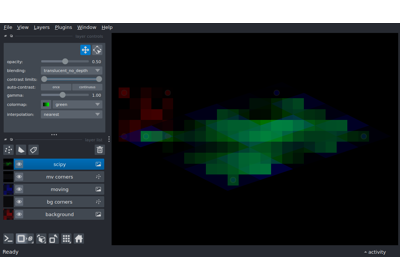 File View Layers Plugins Window Help
opacity: 0.50
blending: translucent_no_depth
contrast limits:
auto-contrast: once continuous
gamma: 1.00
colormap: green
interpolation: nearest
scipy
mv corners
moving
bg corners
background
Ready
activity